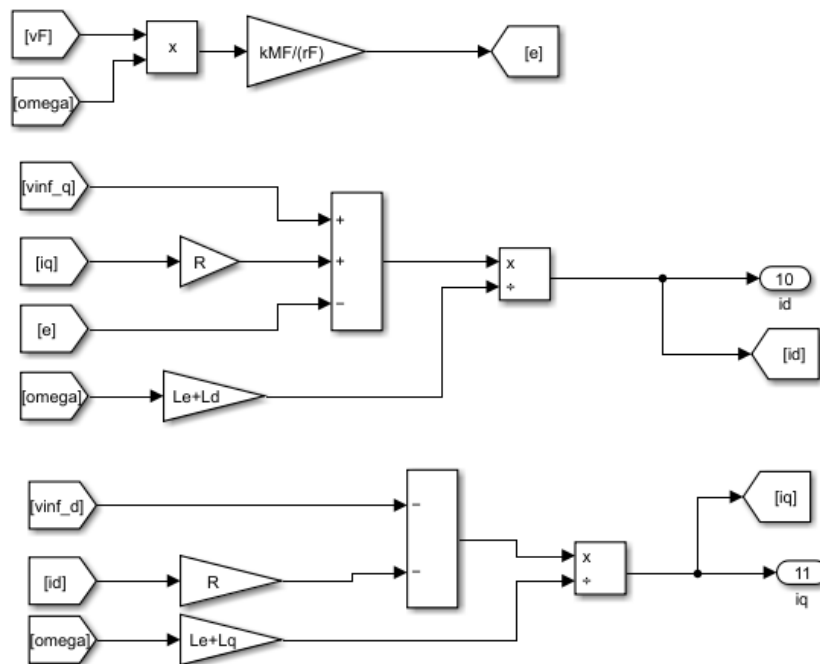 [vF]
x
kMF/(rF)
[e]
[omega]
[vinf_q]
+
[iq]
R
+
x
÷
10
id
[e]
−
[id]
[omega]
Le+Ld
[vinf_d]
−
[iq]
[id]
R
−
x
÷
11
iq
[omega]
Le+Lq